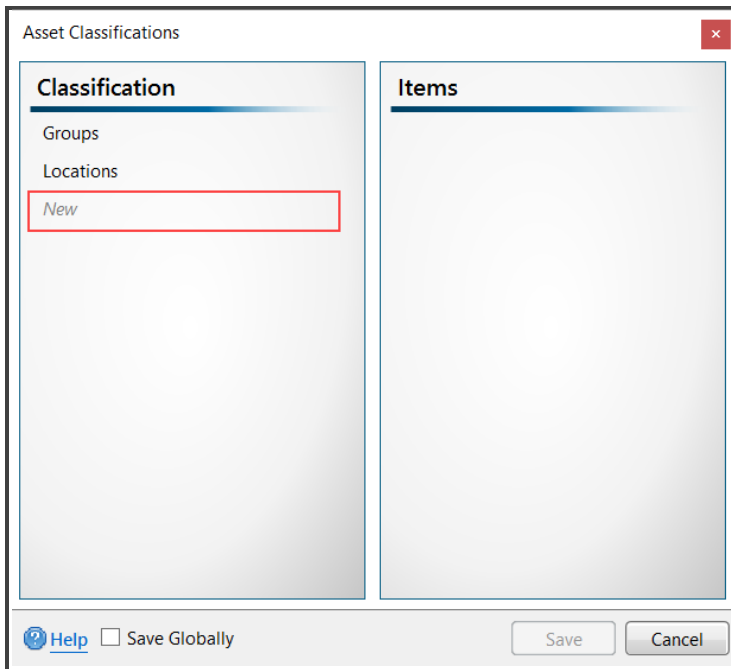 Asset Classifications
Classification
Groups
Locations
New
Items
Help
Save Globally
Save
Cancel